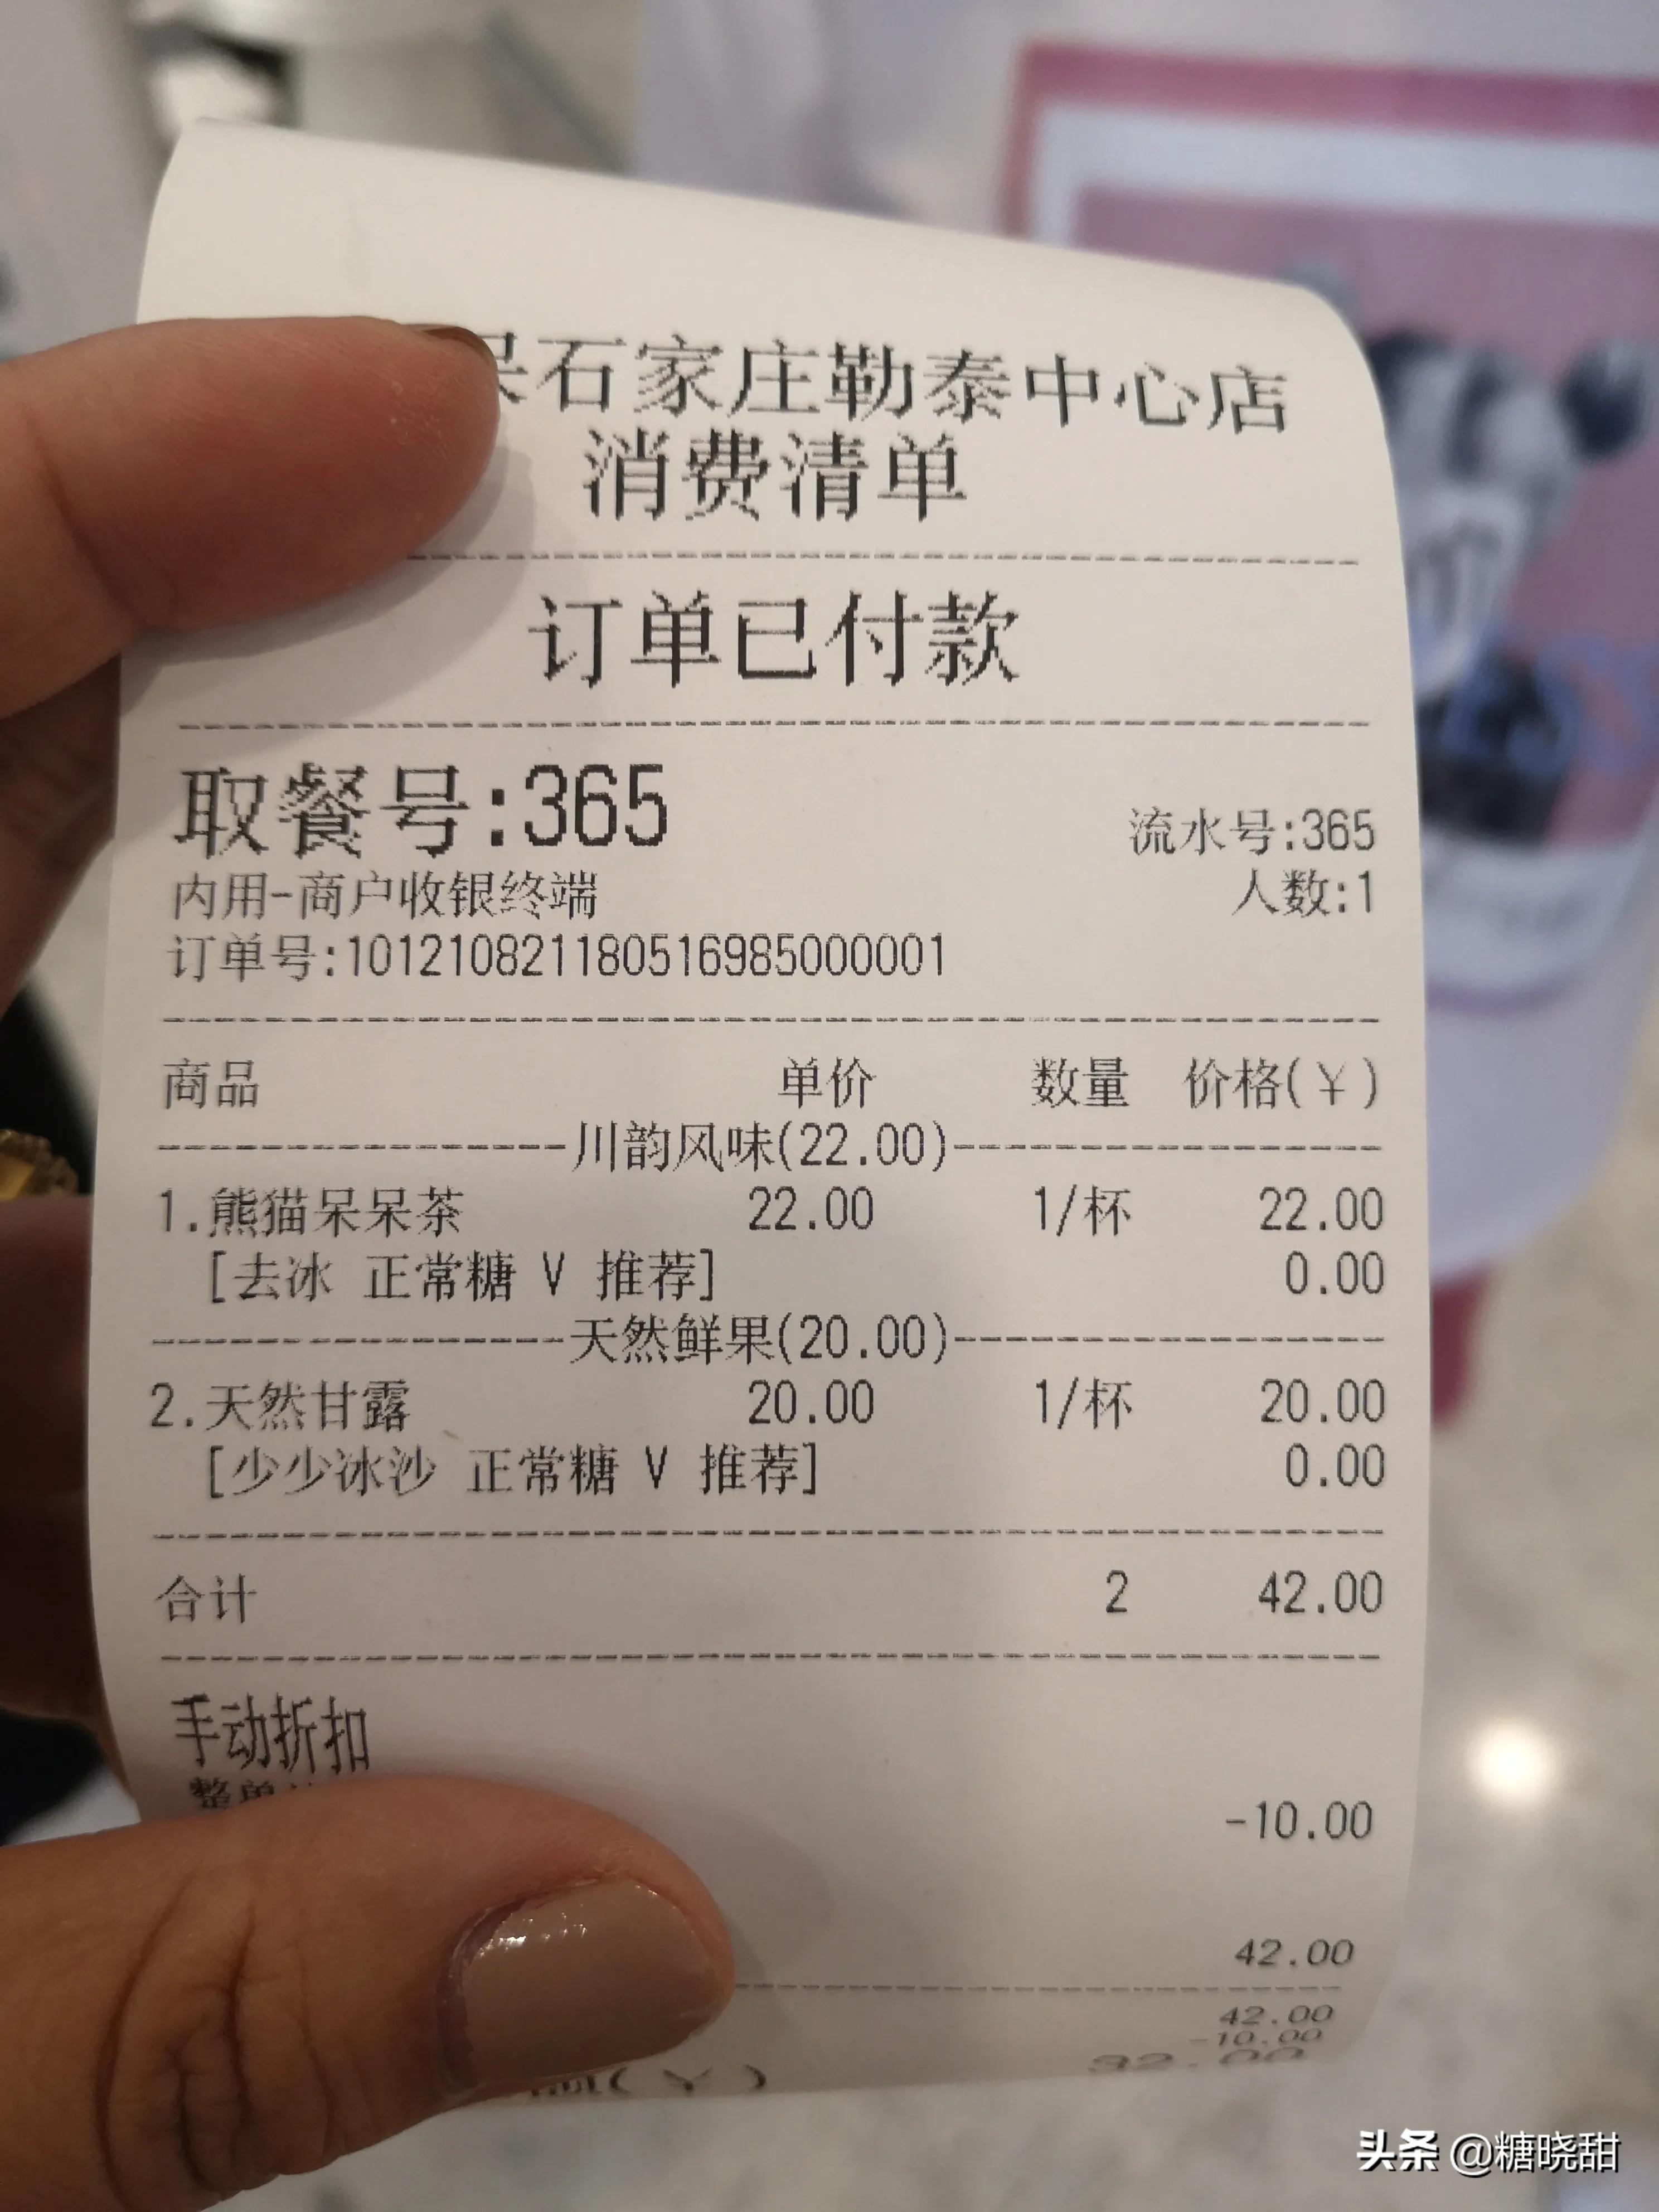 石家庄勒泰中心店
消费清单
订单已付款
取餐号:365
流水号:365
内用-商户收银终端
人数:1
订单号:10121082118051698500​0001
商品 单价 数量 价格(￥)
川韵风味(22.00)
1.熊猫呆呆茶 22.00 1/杯 22.00
[去冰 正常糖 V 推荐] 0.00
天然鲜果(20.00)
2.天然甘露 20.00 1/杯 20.00
[少少冰沙 正常糖 V 推荐] 0.00
合计 2 42.00
手动折扣
整单
-10.00
42.00
42.00
-10.00
(￥) 32.00
头条 @糖晓甜